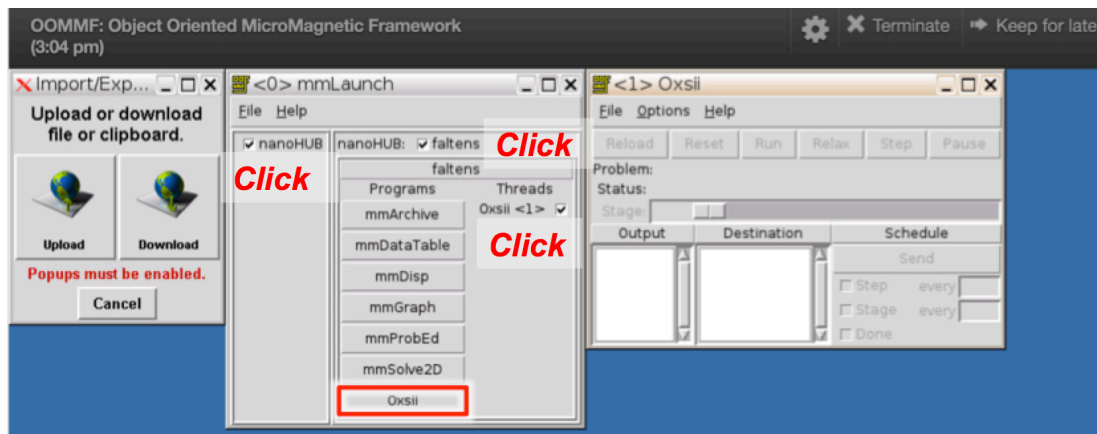 OOMMF: Object Oriented MicroMagnetic Framework
(3:04 pm)
Terminate
Keep for late
Import/Exp...
Upload or download
file or clipboard.
Upload
Download
Popups must be enabled.
Cancel
<0> mmLaunch
File Help
nanoHUB
Click
nanoHUB: faltens
Click
faltens
Programs
Threads
mmArchive
Oxsii <1>
Click
mmDataTable
mmDisp
mmGraph
mmProbEd
mmSolve2D
Oxsii
<1> Oxsii
File Options Help
Reload Reset Run Relax Step Pause
Problem:
Status:
Stage:
Output Destination Schedule
Send
Step every
Stage every
Done